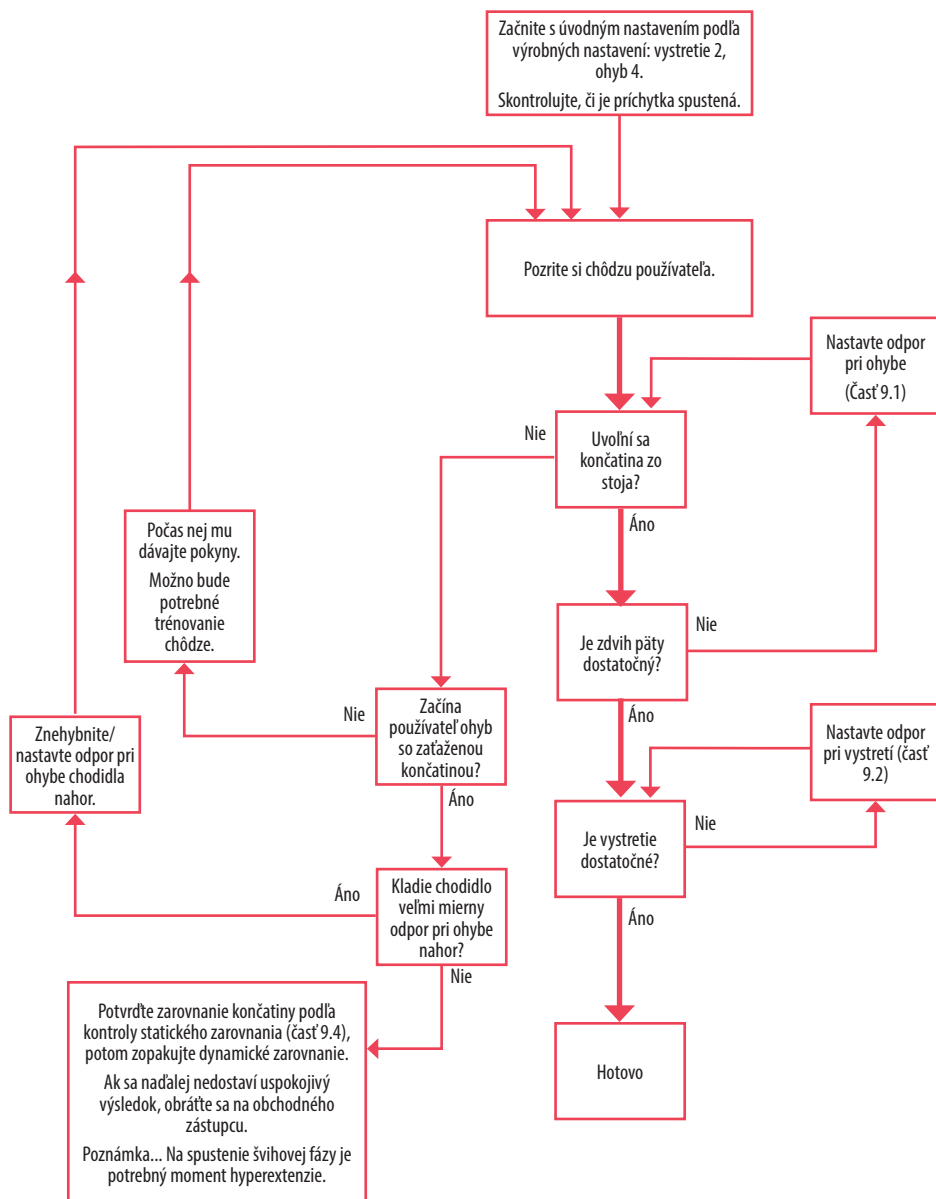 Začnite s úvodným nastavením podľa
výrobných nastavení: vystretie 2,
ohyb 4.
Skontrolujte, či je príchytka spustená.
Pozrite si chôdzu používateľa.
Nastavte odpor
pri ohybe
(Časť 9.1)
Nie
Uvoľní sa
končatina zo
stoja?
Áno
Počas nej mu
dávajte pokyny.
Možno bude
potrebné
trénovanie
chôdze.
Je zdvih päty
dostatočný?
Nie
Áno
Začína
používateľ ohyb
so zaťaženou
končatinou?
Nie
Áno
Znehybnite/
nastavte odpor pri
ohybe chodidla
nahor.
Nastavte odpor
pri vystretí (časť
9.2)
Je vystretie
dostatočné?
Nie
Áno
Kladie chodidlo
veľmi mierny
odpor pri ohybe
nahor?
Áno
Nie
Potvrďte zarovnanie končatiny podľa
kontroly statického zarovnania (časť 9.4),
potom zopakujte dynamické zarovnanie.
Ak sa naďalej nedostaví uspokojivý
výsledok, obráťte sa na obchodného
zástupcu.
Poznámka... Na spustenie švihovej fázy je
potrebný moment hyperextenzie.
Hotovo